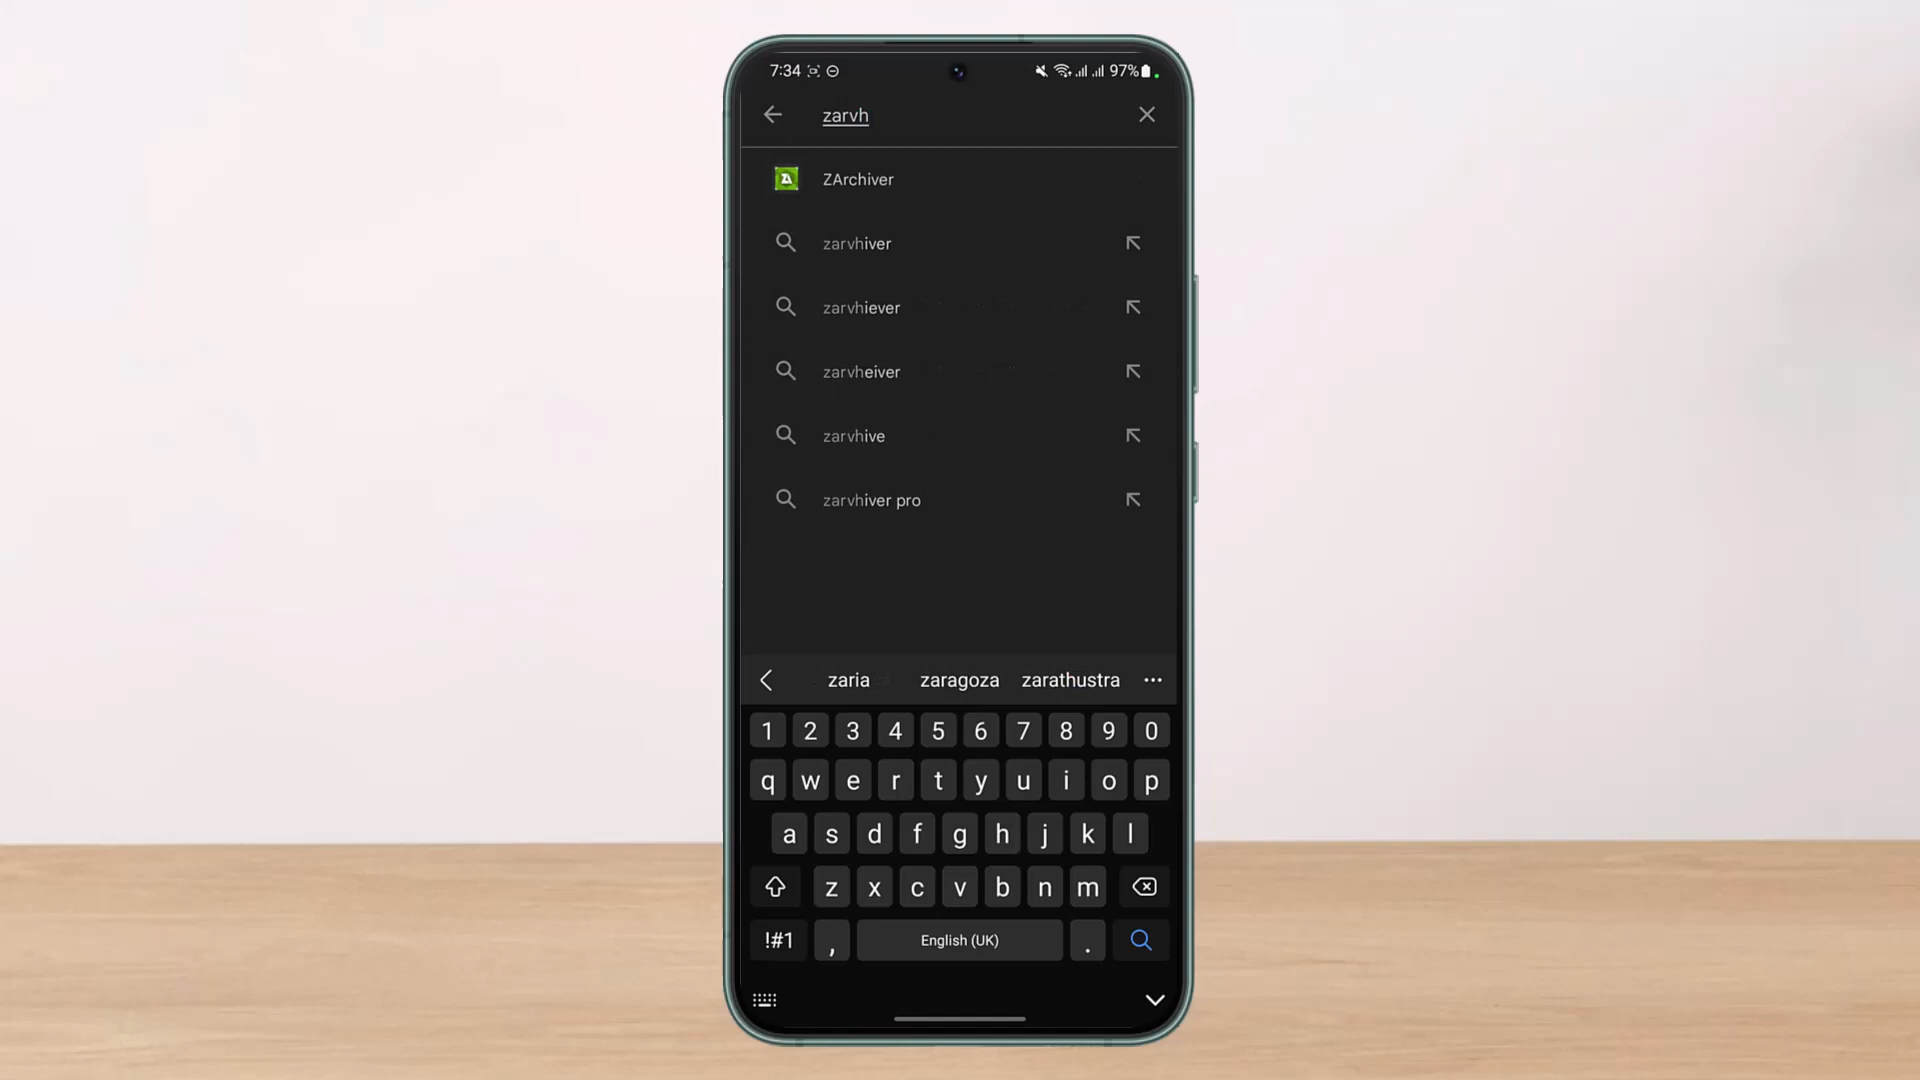 7:34 97%
zarvh
ZArchiver
zarvhiver
zarvhiever
zarvheiver
zarvhive
zarvhiver pro
zaria zaragoza zarathustra ...
1 2 3 4 5 6 7 8 9 0
q w e r t y u i o p
a s d f g h j k l
z x c v b n m
!#1 , English (UK) .